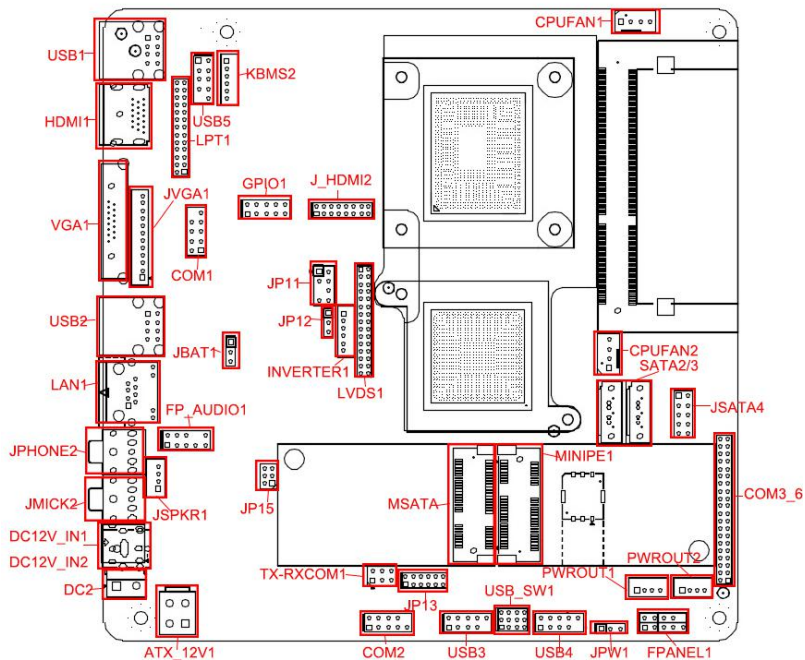 CPUFAN1
USB1
KBMS2
USB5
HDMI1
LPT1
GPIO1
J_HDMI2
JVGA1
VGA1
COM1
JP11
USB2
JP12
JBAT1
CPUFAN2
INVERTER1
SATA2/3
LAN1
LVDS1
FP_AUDIO1
JSATA4
JPHONE2
MINIPE1
JP15
MSATA
COM3_6
JMICK2
JSPKR1
DC12V_IN1
DC12V_IN2
PWROUT2
TX-RXCOM1
PWROUT1
DC2
JP13
USB_SW1
ATX_12V1
COM2
USB3
USB4
JPW1
FPANEL1